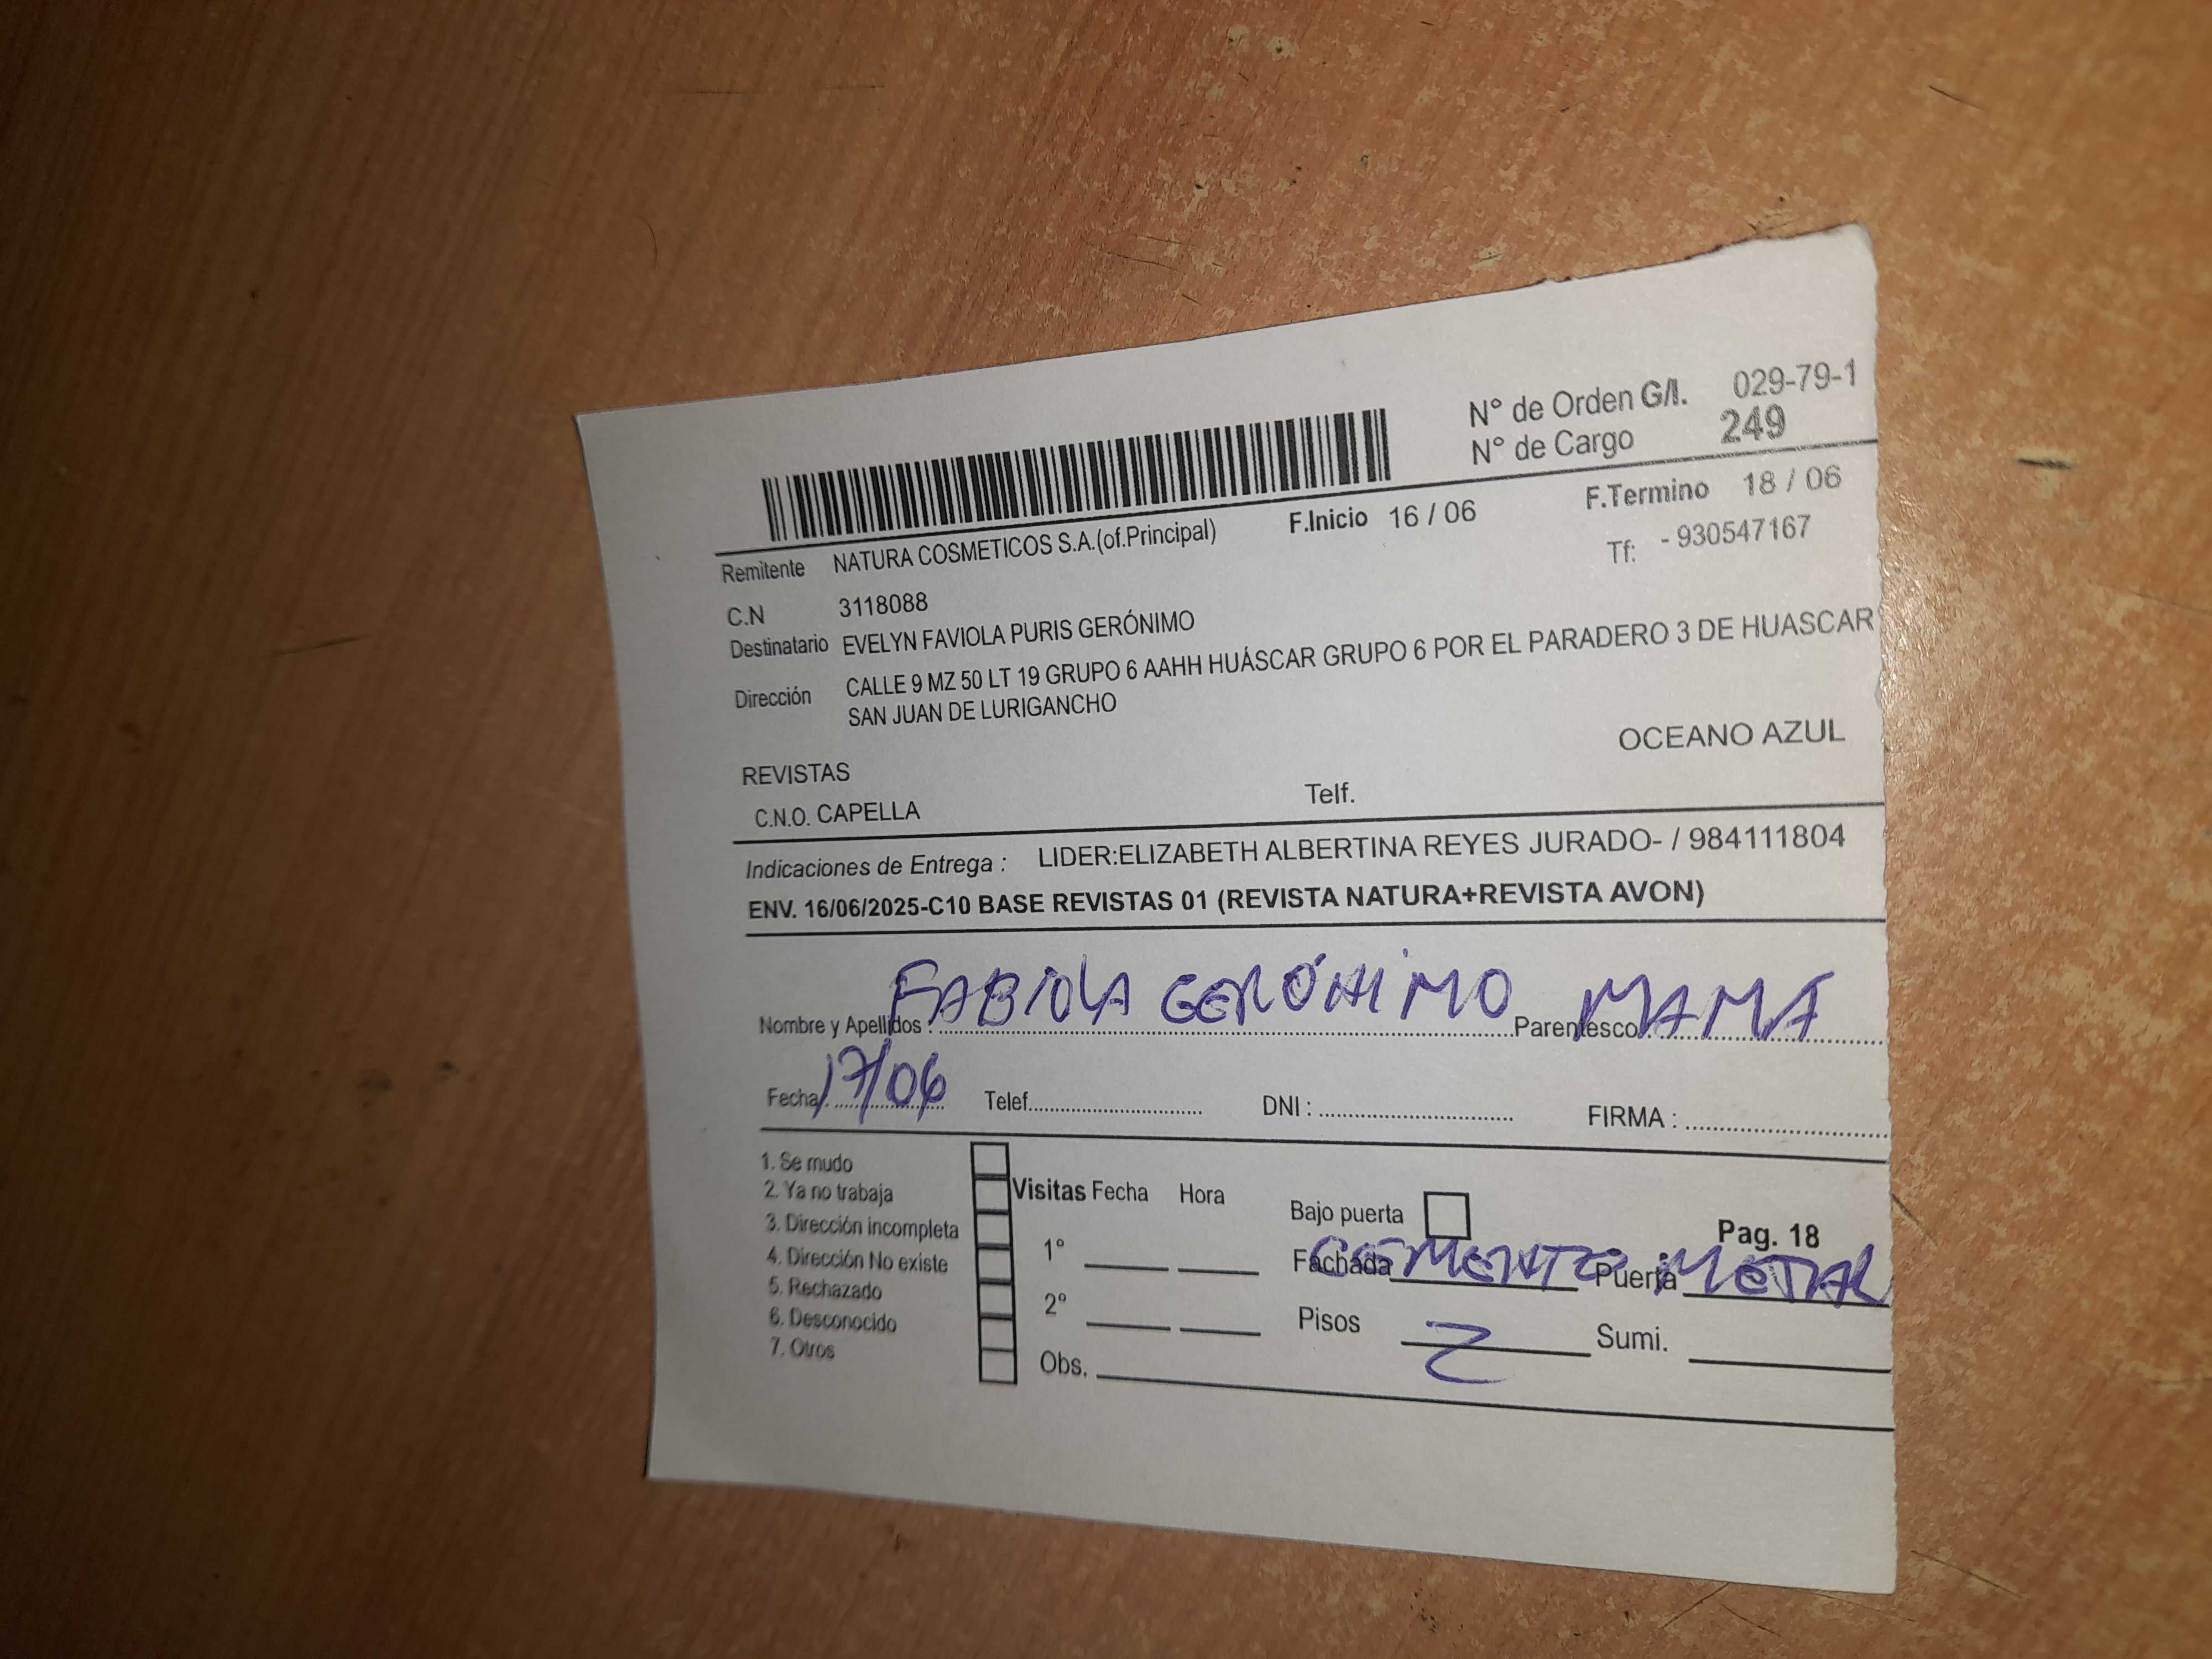 N° de Orden G/I. 029-79-1
N° de Cargo 249
F.Inicio 16 / 06 F.Termino 18 / 06
Remitente NATURA COSMETICOS S.A.(of.Principal) Tf: - 930547167
C.N 3118088
Destinatario EVELYN FAVIOLA PURIS GERÓNIMO
Dirección CALLE 9 MZ 50 LT 19 GRUPO 6 AAHH HUÁSCAR GRUPO 6 POR EL PARADERO 3 DE HUASCAR
SAN JUAN DE LURIGANCHO
OCEANO AZUL
REVISTAS
C.N.O. CAPELLA Telf.
Indicaciones de Entrega : LIDER:ELIZABETH ALBERTINA REYES JURADO- / 984111804
ENV. 16/06/2025-C10 BASE REVISTAS 01 (REVISTA NATURA+REVISTA AVON)
Nombre y Apellidos : FABIOLA GERÓNIMO Parentesco : MAMA
Fecha : 17/06 Telef. DNI : FIRMA :
1. Se mudo
2. Ya no trabaja
3. Dirección incompleta
4. Dirección No existe
5. Rechazado
6. Desconocido
7. Otros
Visitas Fecha Hora
1°
2°
Obs.
Bajo puerta Pag. 18
Fachada CEMENTO Puerta METAL
Pisos 2 Sumi.